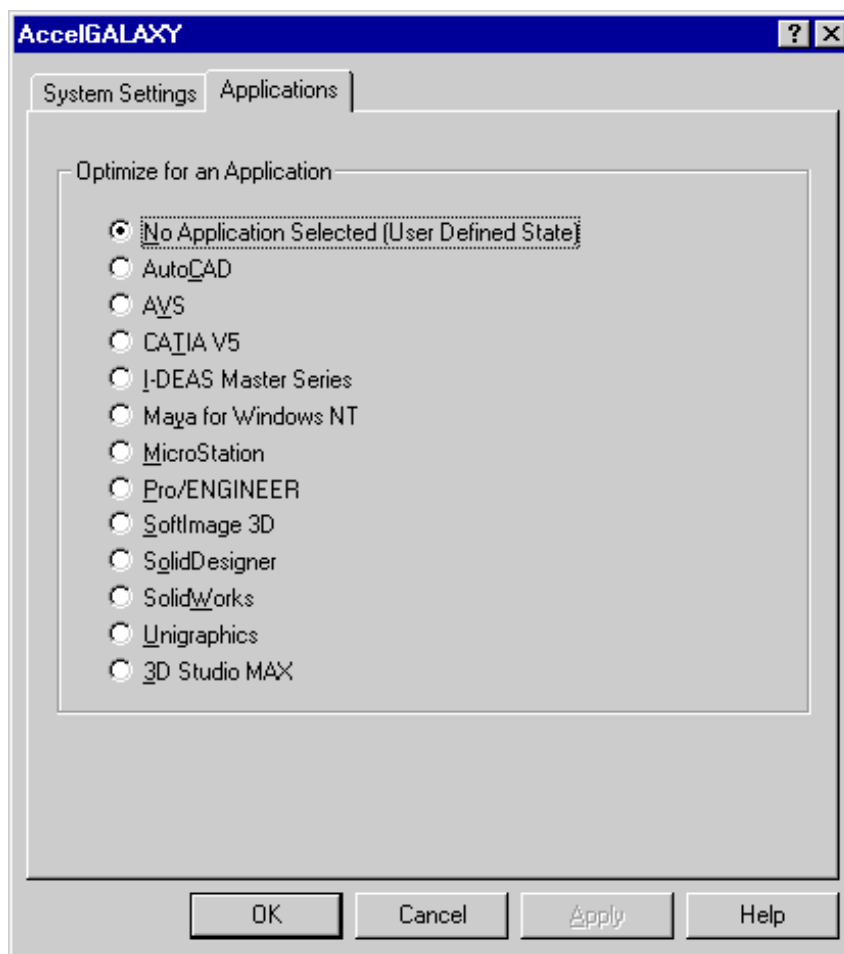 AccelGALAXY
System Settings
Applications
Optimize for an Application
No Application Selected (User Defined State)
AutoCAD
AVS
CATIA V5
I-DEAS Master Series
Maya for Windows NT
MicroStation
Pro/ENGINEER
SoftImage 3D
SolidDesigner
SolidWorks
Unigraphics
3D Studio MAX
OK
Cancel
Apply
Help